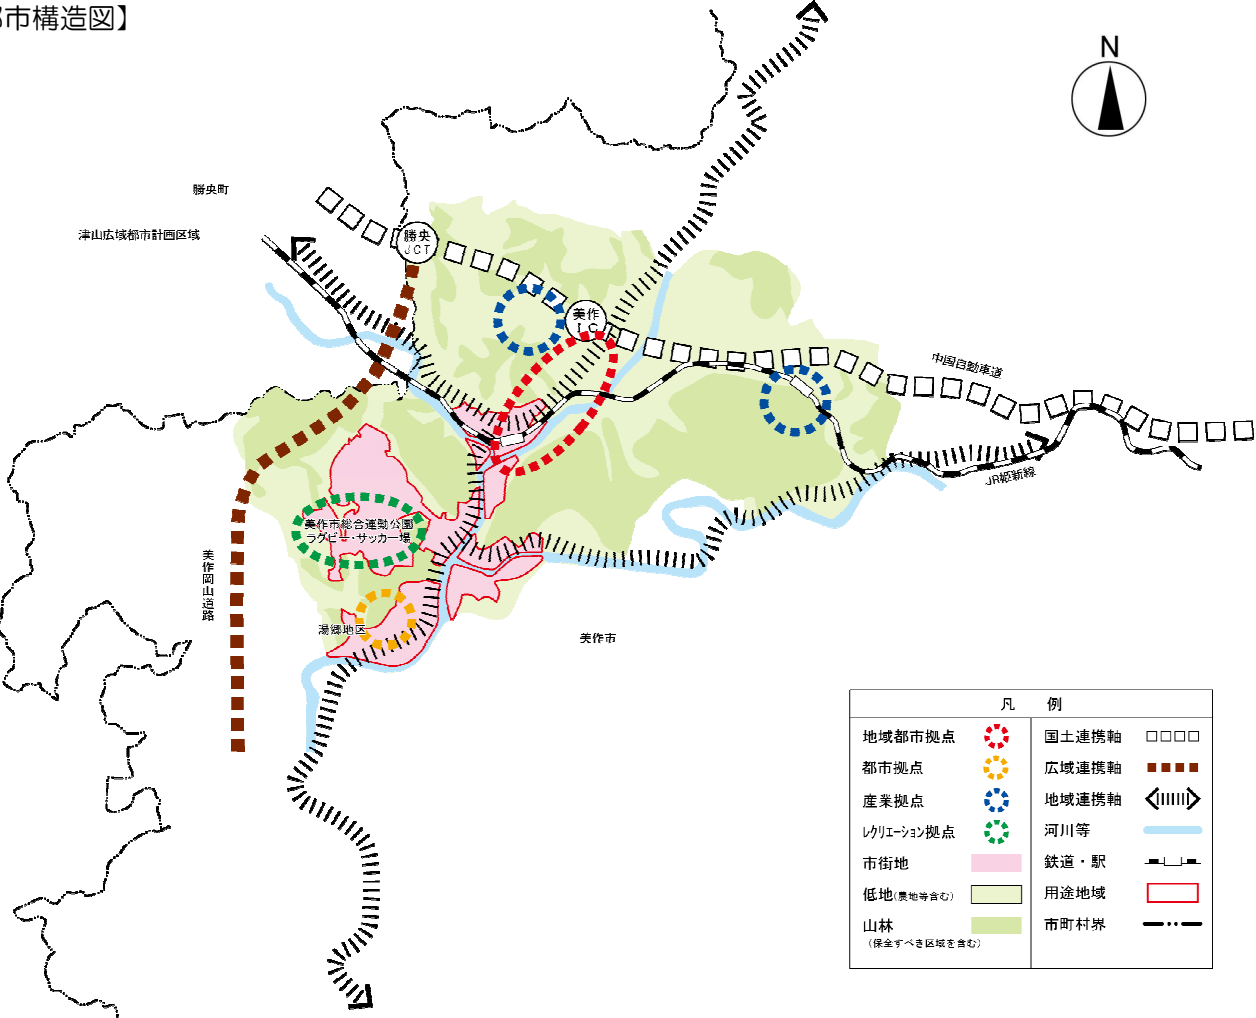 市構造図】
N
勝央町
津山広域都市計画区域
勝央
JCT
美作
I.C
中国自動車道
JR姫新線
美作市総合運動公園
ラグビー・サッカー場
美作岡山道路
湯郷地区
美作市
凡 例
地域都市拠点
都市拠点
産業拠点
ﾚｸﾘｴｰｼｮﾝ拠点
市街地
低地(農地等含む)
山林
(保全すべき区域を含む)
国土連携軸
広域連携軸
地域連携軸
河川等
鉄道・駅
用途地域
市町村界